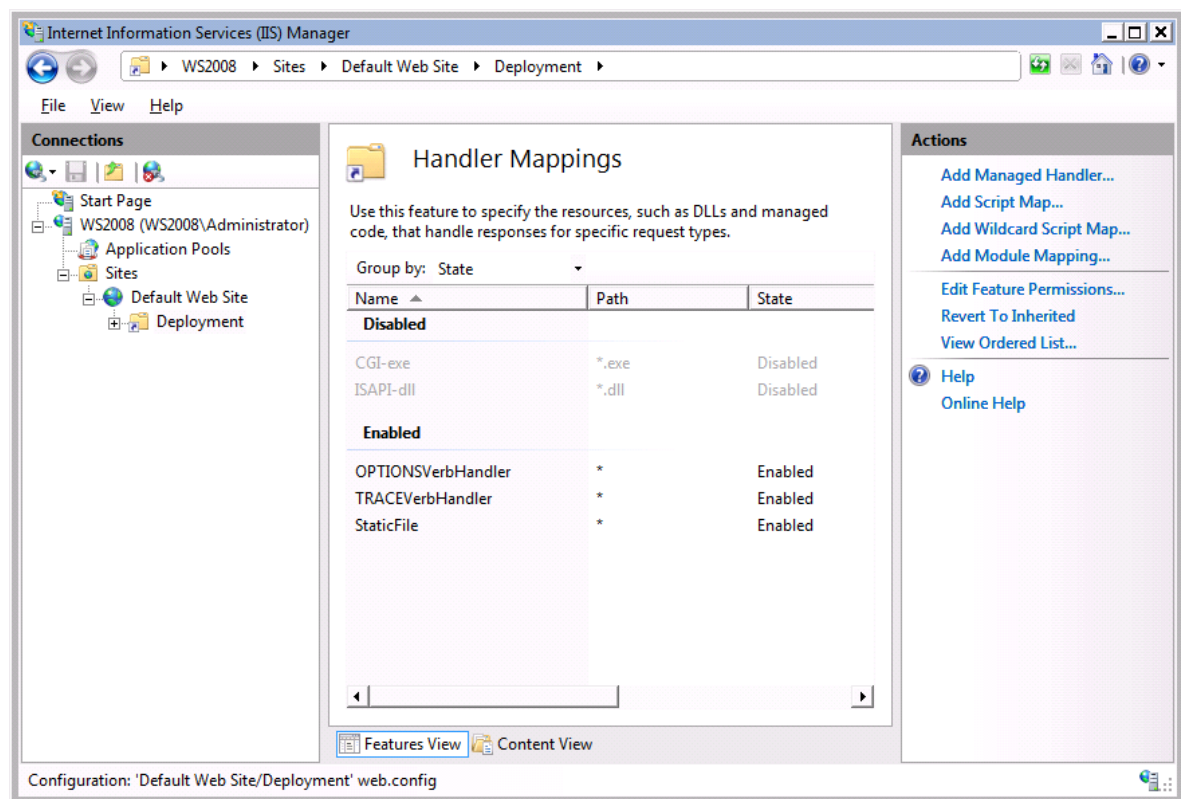 Internet Information Services (IIS) Manager
WS2008 Sites Default Web Site Deployment
File View Help
Connections
Start Page
WS2008 (WS2008\Administrator)
Application Pools
Sites
Default Web Site
Deployment
Handler Mappings
Use this feature to specify the resources, such as DLLs and managed
code, that handle responses for specific request types.
Group by: State
Name Path State
Disabled
CGI-exe *.exe Disabled
ISAPI-dll *.dll Disabled
Enabled
OPTIONSVerbHandler * Enabled
TRACEVerbHandler * Enabled
StaticFile * Enabled
Features View Content View
Actions
Add Managed Handler...
Add Script Map...
Add Wildcard Script Map...
Add Module Mapping...
Edit Feature Permissions...
Revert To Inherited
View Ordered List...
Help
Online Help
Configuration: 'Default Web Site/Deployment' web.config